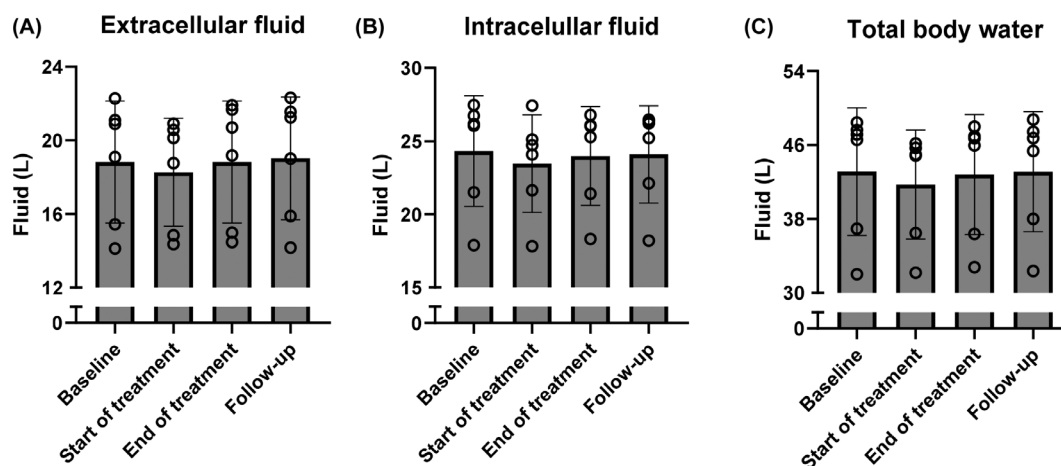 (A) Extracellular fluid
Fluid (L)
24
20
16
12
0
Baseline
Start of treatment
End of treatment
Follow-up
(B) Intracelullar fluid
Fluid (L)
30
25
20
15
0
Baseline
Start of treatment
End of treatment
Follow-up
(C) Total body water
Fluid (L)
54
46
38
30
0
Baseline
Start of treatment
End of treatment
Follow-up